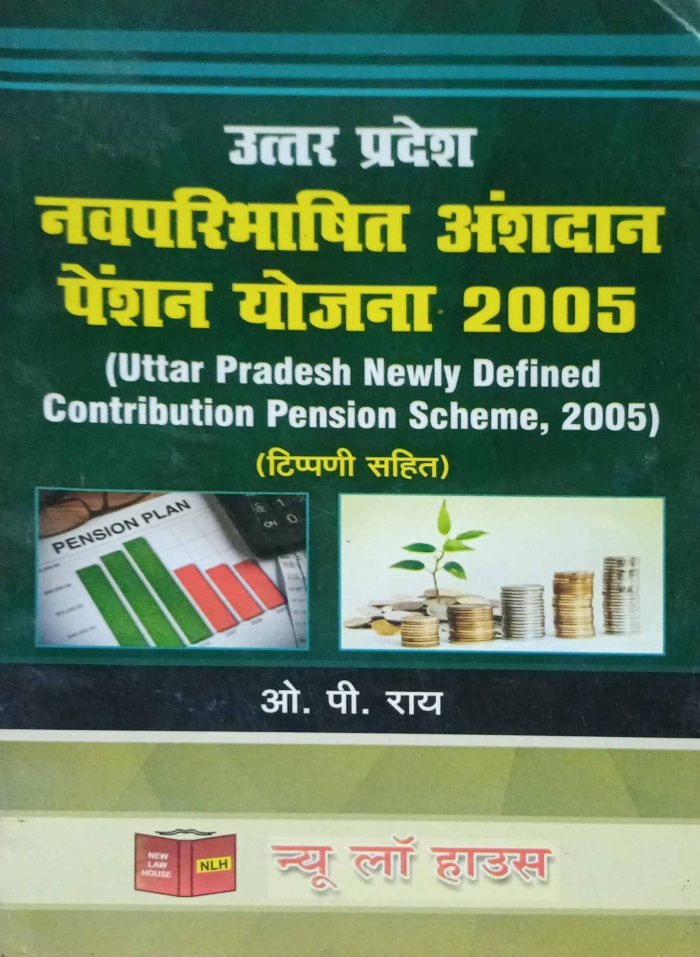 उत्तर प्रदेश
नवपरिभाषित अंशदान
पेंशन योजना 2005
(Uttar Pradesh Newly Defined
Contribution Pension Scheme, 2005)
(टिप्पणी सहित)
PENSION PLAN
ओ. पी. राय
NEW
LAW
HOUSE
NLH
न्यू लॉ हाउस